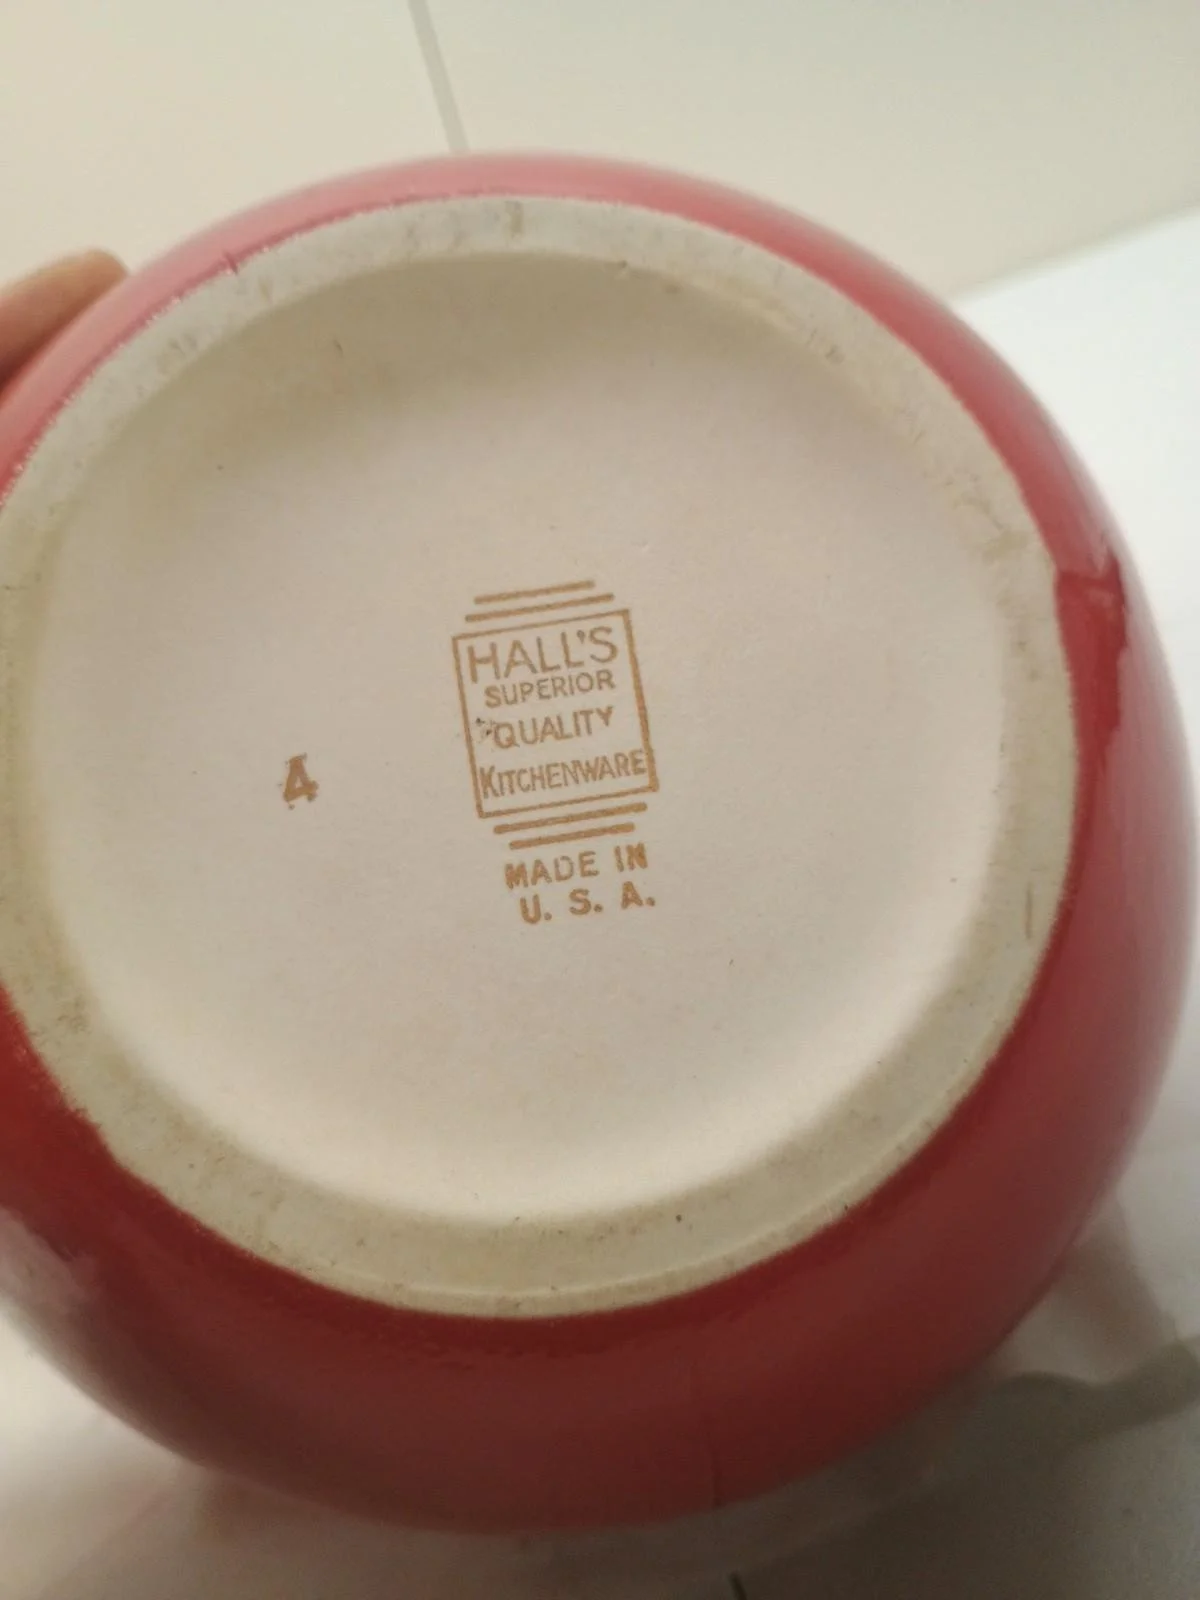 HALL'S
SUPERIOR
QUALITY
KITCHENWARE
4
MADE IN
U. S. A.